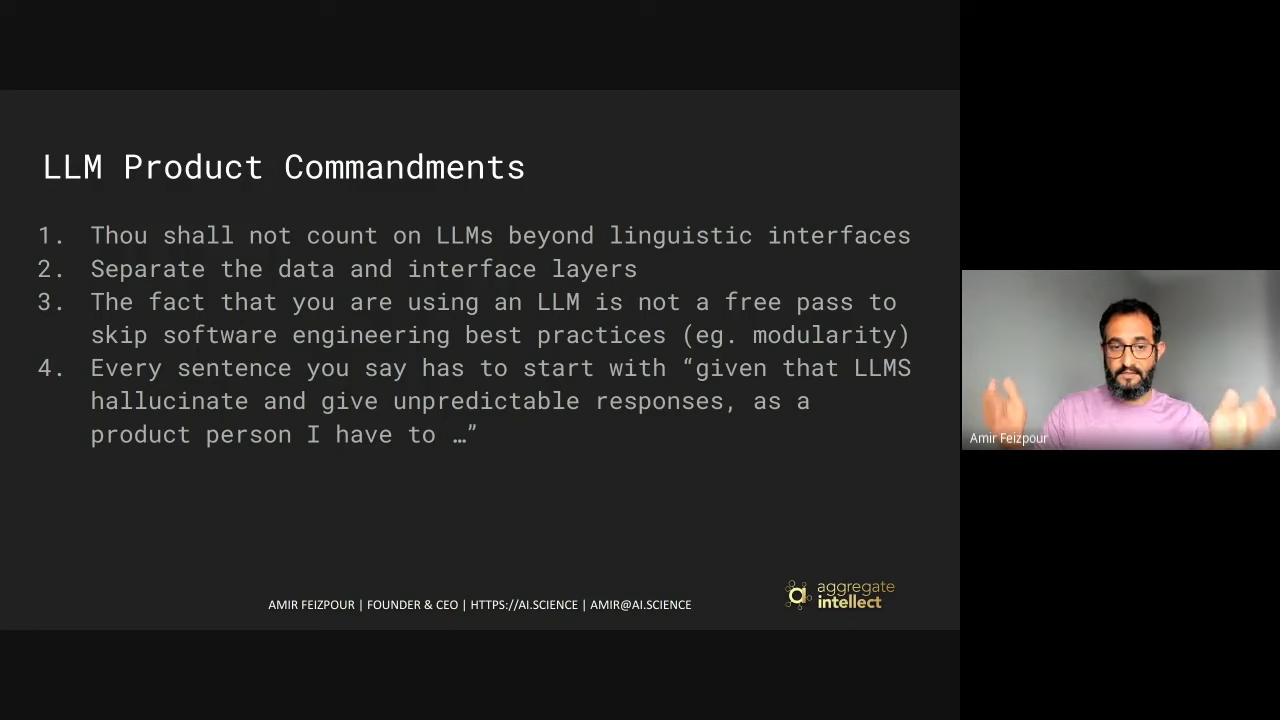 LLM Product Commandments
1. Thou shall not count on LLMs beyond linguistic interfaces
2. Separate the data and interface layers
3. The fact that you are using an LLM is not a free pass to
skip software engineering best practices (eg. modularity)
4. Every sentence you say has to start with “given that LLMS
hallucinate and give unpredictable responses, as a
product person I have to …”
Amir Feizpour
AMIR FEIZPOUR | FOUNDER & CEO | HTTPS://AI.SCIENCE | AMIR@AI.SCIENCE
a aggregate
intellect